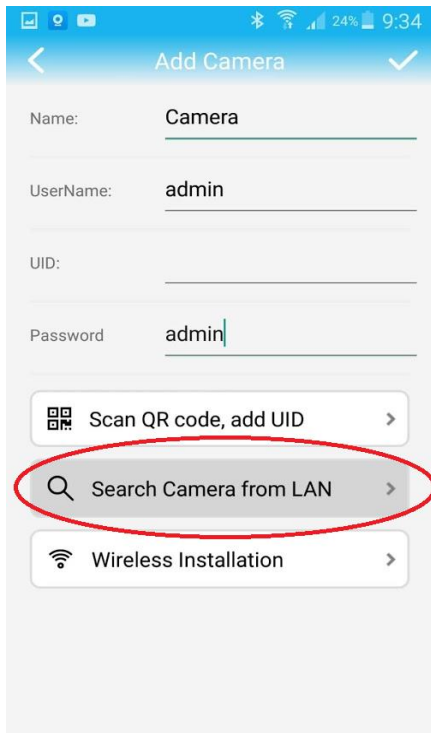 24% 9:34
Add Camera
Name: Camera
UserName: admin
UID:
Password admin
Scan QR code, add UID
Search Camera from LAN
Wireless Installation